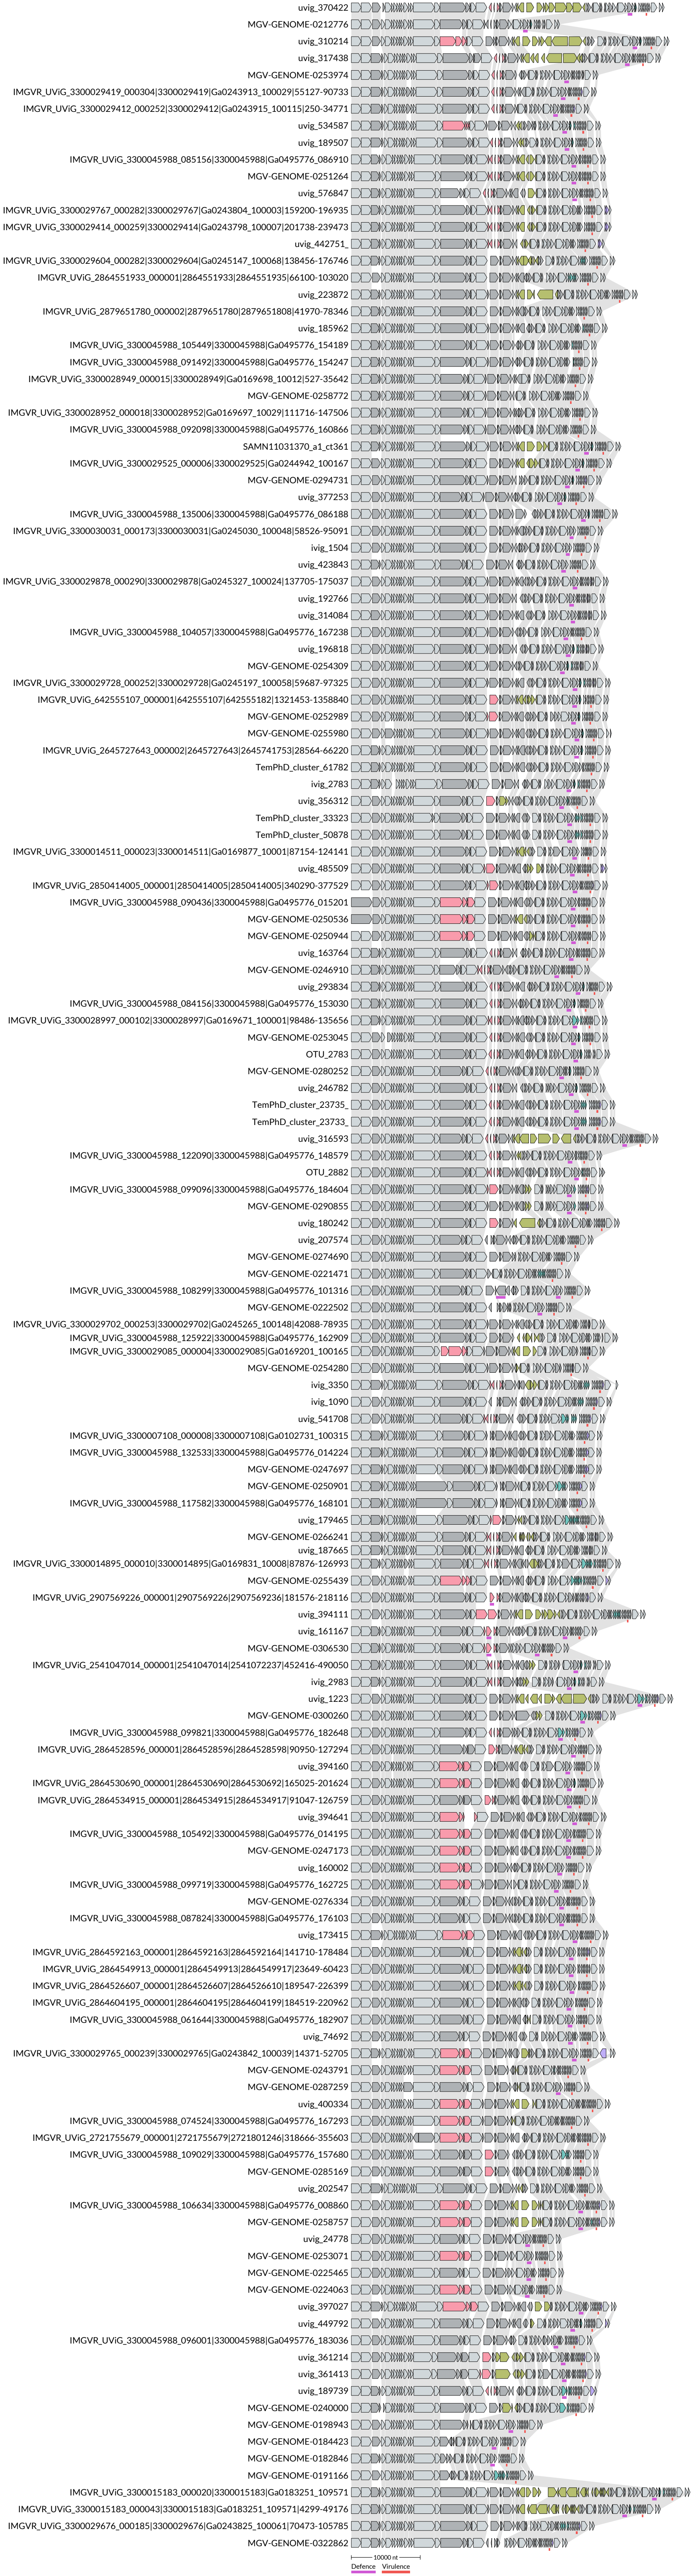 uvig_370422
MGV-GENOME-0212776
uvig_310214
uvig_317438
MGV-GENOME-0253974
IMGVR_UViG_3300029419_000304|3300029419|Ga0243913_100029|55127-90733
IMGVR_UViG_3300029412_000252|3300029412|Ga0243915_100115|250-34771
uvig_534587
uvig_189507
IMGVR_UViG_3300045988_085156|3300045988|Ga0495776_086910
MGV-GENOME-0251264
uvig_576847
IMGVR_UViG_3300029767_000282|3300029767|Ga0243804_100003|159200-196935
IMGVR_UViG_3300029414_000259|3300029414|Ga0243798_100007|201738-239473
uvig_442751_
IMGVR_UViG_3300029604_000282|3300029604|Ga0245147_100068|138456-176746
IMGVR_UViG_2864551933_000001|2864551933|2864551935|66100-103020
uvig_223872
IMGVR_UViG_2879651780_000002|2879651780|2879651808|41970-78346
uvig_185962
IMGVR_UViG_3300045988_105449|3300045988|Ga0495776_154189
IMGVR_UViG_3300045988_091492|3300045988|Ga0495776_154247
IMGVR_UViG_3300028949_000015|3300028949|Ga0169698_10012|527-35642
MGV-GENOME-0258772
IMGVR_UViG_3300028952_000018|3300028952|Ga0169697_10029|111716-147506
IMGVR_UViG_3300045988_092098|3300045988|Ga0495776_160866
SAMN11031370_a1_ct361
IMGVR_UViG_3300029525_000006|3300029525|Ga0244942_100167
MGV-GENOME-0294731
uvig_377253
IMGVR_UViG_3300045988_135006|3300045988|Ga0495776_086188
IMGVR_UViG_3300030031_000173|3300030031|Ga0245030_100048|58526-95091
ivig_1504
uvig_423843
IMGVR_UViG_3300029878_000290|3300029878|Ga0245327_100024|137705-175037
uvig_192766
uvig_314084
IMGVR_UViG_3300045988_104057|3300045988|Ga0495776_167238
uvig_196818
MGV-GENOME-0254309
IMGVR_UViG_3300029728_000252|3300029728|Ga0245197_100058|59687-97325
IMGVR_UViG_642555107_000001|642555107|642555182|1321453-1358840
MGV-GENOME-0252989
MGV-GENOME-0255980
IMGVR_UViG_2645727643_000002|2645727643|2645741753|28564-66220
TemPhD_cluster_61782
ivig_2783
uvig_356312
TemPhD_cluster_33323
TemPhD_cluster_50878
IMGVR_UViG_3300014511_000023|3300014511|Ga0169877_10001|87154-124141
uvig_485509
IMGVR_UViG_2850414005_000001|2850414005|2850414005|340290-377529
IMGVR_UViG_3300045988_090436|3300045988|Ga0495776_015201
MGV-GENOME-0250536
MGV-GENOME-0250944
uvig_163764
MGV-GENOME-0246910
uvig_293834
IMGVR_UViG_3300045988_084156|3300045988|Ga0495776_153030
IMGVR_UViG_3300028997_000102|3300028997|Ga0169671_100001|98486-135656
MGV-GENOME-0253045
OTU_2783
MGV-GENOME-0280252
uvig_246782
TemPhD_cluster_23735_
TemPhD_cluster_23733_
uvig_316593
IMGVR_UViG_3300045988_122090|3300045988|Ga0495776_148579
OTU_2882
IMGVR_UViG_3300045988_099096|3300045988|Ga0495776_184604
MGV-GENOME-0290855
uvig_180242
uvig_207574
MGV-GENOME-0274690
MGV-GENOME-0221471
IMGVR_UViG_3300045988_108299|3300045988|Ga0495776_101316
MGV-GENOME-0222502
IMGVR_UViG_3300029702_000253|3300029702|Ga0245265_100148|42088-78935
IMGVR_UViG_3300045988_125922|3300045988|Ga0495776_162909
IMGVR_UViG_3300029085_000004|3300029085|Ga0169201_100165
MGV-GENOME-0254280
ivig_3350
ivig_1090
uvig_541708
IMGVR_UViG_3300007108_000008|3300007108|Ga0102731_100315
IMGVR_UViG_3300045988_132533|3300045988|Ga0495776_014224
MGV-GENOME-0247697
MGV-GENOME-0250901
IMGVR_UViG_3300045988_117582|3300045988|Ga0495776_168101
uvig_179465
MGV-GENOME-0266241
uvig_187665
IMGVR_UViG_3300014895_000010|3300014895|Ga0169831_10008|87876-126993
MGV-GENOME-0255439
IMGVR_UViG_2907569226_000001|2907569226|2907569236|181576-218116
uvig_394111
uvig_161167
MGV-GENOME-0306530
IMGVR_UViG_2541047014_000001|2541047014|2541072237|452416-490050
ivig_2983
uvig_1223
MGV-GENOME-0300260
IMGVR_UViG_3300045988_099821|3300045988|Ga0495776_182648
IMGVR_UViG_2864528596_000001|2864528596|2864528598|90950-127294
uvig_394160
IMGVR_UViG_2864530690_000001|2864530690|2864530692|165025-201624
IMGVR_UViG_2864534915_000001|2864534915|2864534917|91047-126759
uvig_394641
IMGVR_UViG_3300045988_105492|3300045988|Ga0495776_014195
MGV-GENOME-0247173
uvig_160002
IMGVR_UViG_3300045988_099719|3300045988|Ga0495776_162725
MGV-GENOME-0276334
IMGVR_UViG_3300045988_087824|3300045988|Ga0495776_176103
uvig_173415
IMGVR_UViG_2864592163_000001|2864592163|2864592164|141710-178484
IMGVR_UViG_2864549913_000001|2864549913|2864549917|23649-60423
IMGVR_UViG_2864526607_000001|2864526607|2864526610|189547-226399
IMGVR_UViG_2864604195_000001|2864604195|2864604199|184519-220962
IMGVR_UViG_3300045988_061644|3300045988|Ga0495776_182907
uvig_74692
IMGVR_UViG_3300029765_000239|3300029765|Ga0243842_100039|14371-52705
MGV-GENOME-0243791
MGV-GENOME-0287259
uvig_400334
IMGVR_UViG_3300045988_074524|3300045988|Ga0495776_167293
IMGVR_UViG_2721755679_000001|2721755679|2721801246|318666-355603
IMGVR_UViG_3300045988_109029|3300045988|Ga0495776_157680
MGV-GENOME-0285169
uvig_202547
IMGVR_UViG_3300045988_106634|3300045988|Ga0495776_008860
MGV-GENOME-0258757
uvig_24778
MGV-GENOME-0253071
MGV-GENOME-0225465
MGV-GENOME-0224063
uvig_397027
uvig_449792
IMGVR_UViG_3300045988_096001|3300045988|Ga0495776_183036
uvig_361214
uvig_361413
uvig_189739
MGV-GENOME-0240000
MGV-GENOME-0198943
MGV-GENOME-0184423
MGV-GENOME-0182846
MGV-GENOME-0191166
IMGVR_UViG_3300015183_000020|3300015183|Ga0183251_109571
IMGVR_UViG_3300015183_000043|3300015183|Ga0183251_109571|4299-49176
IMGVR_UViG_3300029676_000185|3300029676|Ga0243825_100061|70473-105785
MGV-GENOME-0322862
10000 nt
Defence Virulence